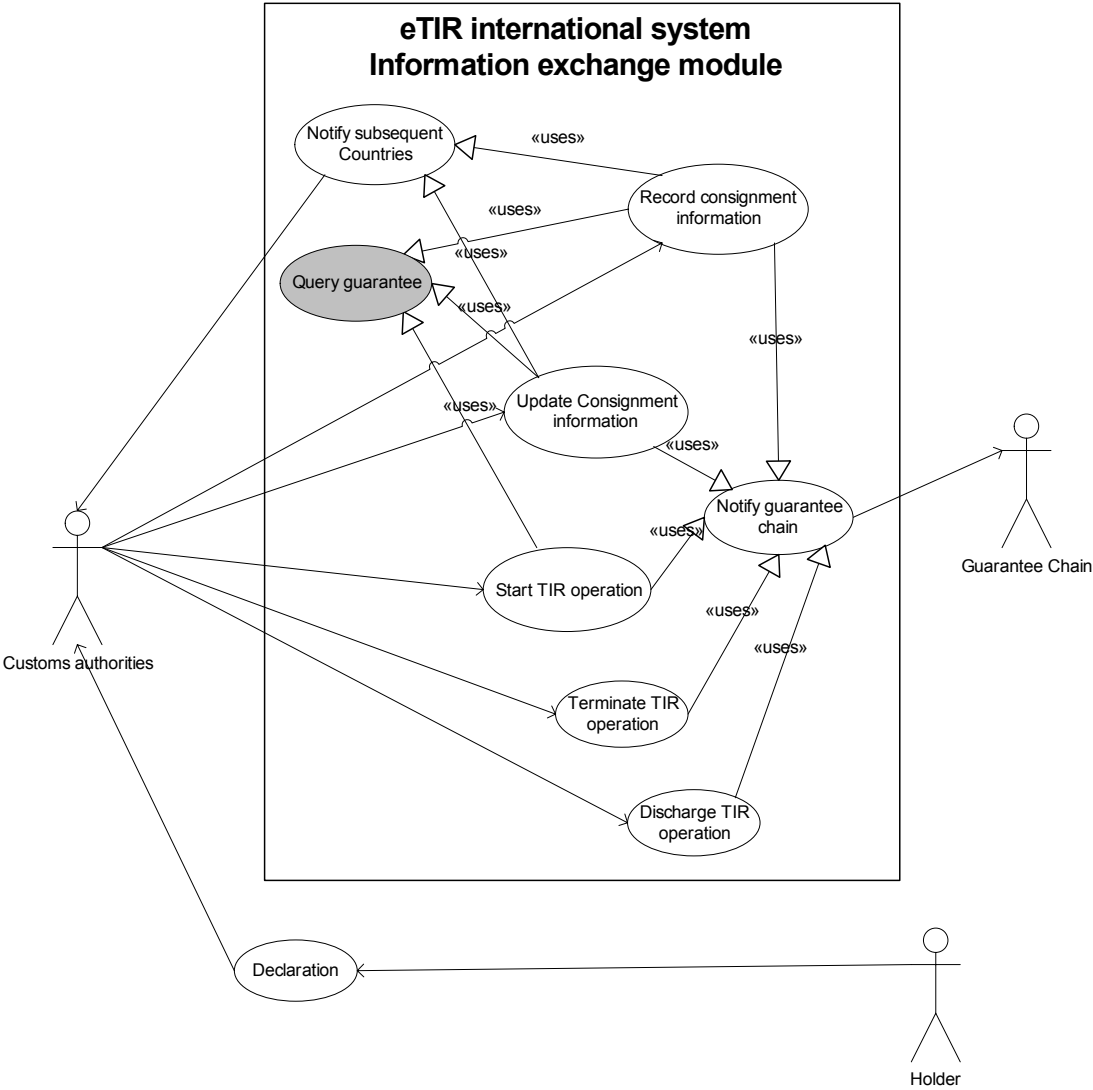 eTIR international system
Information exchange module
Notify subsequent
Countries
«uses»
Record consignment
information
«uses»
«uses»
Query guarantee
«uses»
«uses»
«uses»
Update Consignment
information
«uses»
Notify guarantee
chain
«uses»
Guarantee Chain
Start TIR operation
«uses»
«uses»
Customs authorities
Terminate TIR
operation
Discharge TIR
operation
Declaration
Holder